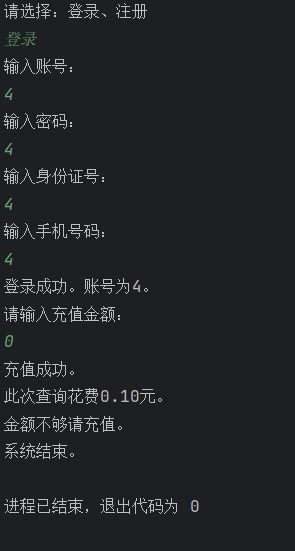 请选择：登录、注册
登录
输入账号：
4
输入密码：
4
输入身份证号：
4
输入手机号码：
4
登录成功。账号为4。
请输入充值金额：
0
充值成功。
此次查询花费0.10元。
金额不够请充值。
系统结束。
进程已结束，退出代码为 0